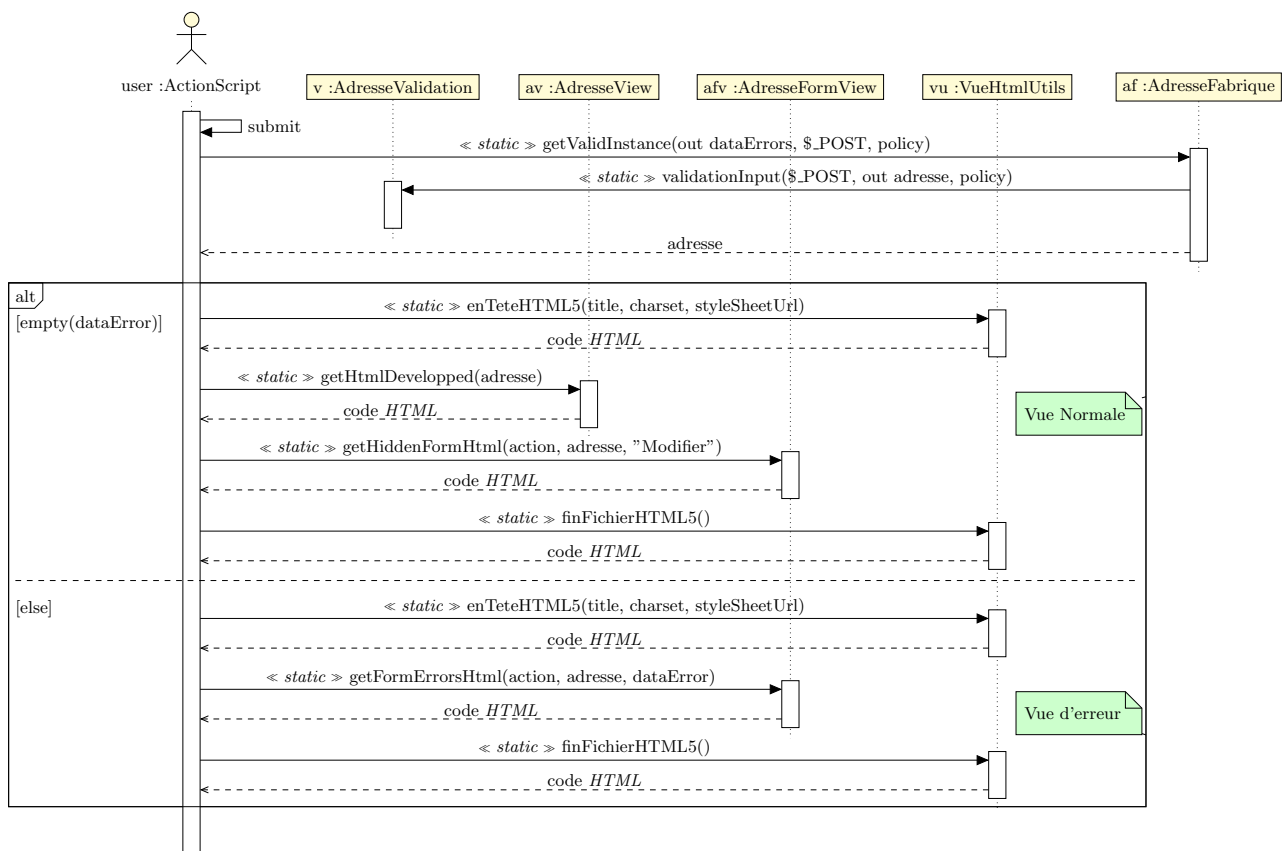 user :ActionScript
v :AdresseValidation
av :AdresseView
afv :AdresseFormView
vu :VueHtmlUtils
af :AdresseFabrique
submit
≪ static ≫ getValidInstance(out dataErrors, $_POST, policy)
≪ static ≫ validationInput($_POST, out adresse, policy)
adresse
alt
[empty(dataError)]
≪ static ≫ enTeteHTML5(title, charset, styleSheetUrl)
code HTML
≪ static ≫ getHtmlDevelopped(adresse)
code HTML
Vue Normale
≪ static ≫ getHiddenFormHtml(action, adresse, ”Modifier”)
code HTML
≪ static ≫ finFichierHTML5()
code HTML
[else]
≪ static ≫ enTeteHTML5(title, charset, styleSheetUrl)
code HTML
≪ static ≫ getFormErrorsHtml(action, adresse, dataError)
code HTML
Vue d'erreur
≪ static ≫ finFichierHTML5()
code HTML